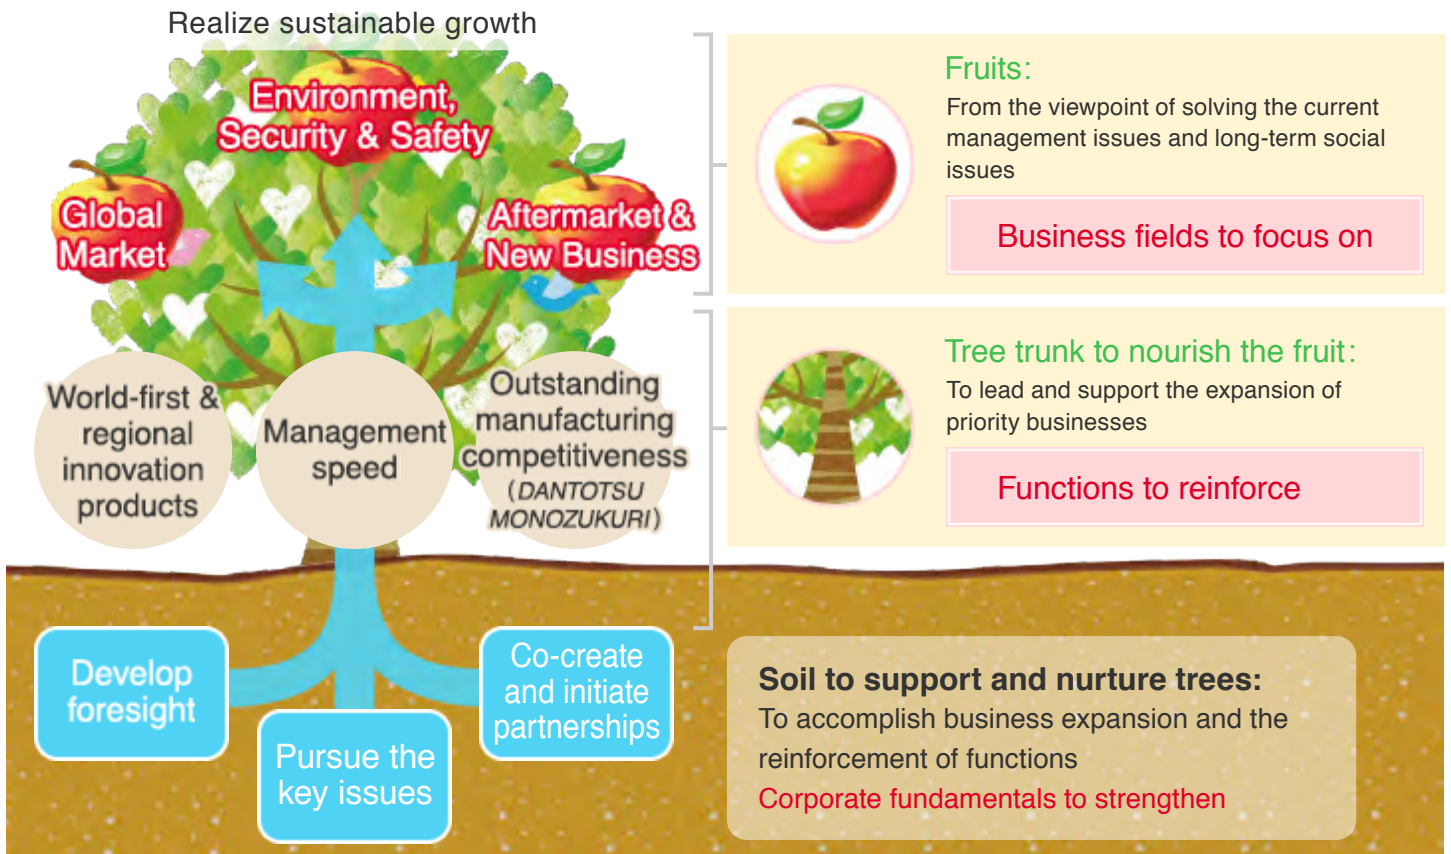 Realize sustainable growth
Environment,
Security & Safety
Global
Market
Aftermarket &
New Business
World-first &
regional
innovation
products
Management
speed
Outstanding
manufacturing
competitiveness
(DANTOTSU
MONOZUKURI)
Develop
foresight
Pursue the
key issues
Co-create
and initiate
partnerships
Fruits:
From the viewpoint of solving the current
management issues and long-term social
issues
Business fields to focus on
Tree trunk to nourish the fruit:
To lead and support the expansion of
priority businesses
Functions to reinforce
Soil to support and nurture trees:
To accomplish business expansion and the
reinforcement of functions
Corporate fundamentals to strengthen